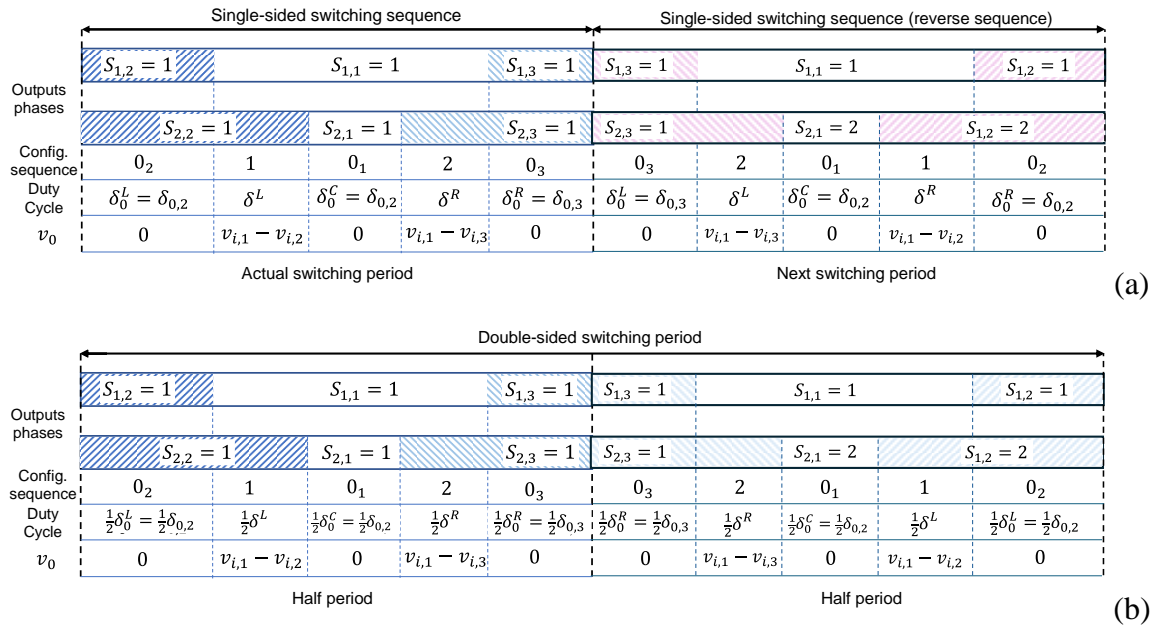 Single-sided switching sequence Single-sided switching sequence (reverse sequence)
S₁,₂ = 1 S₁,₁ = 1 S₁,₃ = 1 S₁,₃ = 1 S₁,₁ = 1 S₁,₂ = 1
Outputs
phases
S₂,₂ = 1 S₂,₁ = 1 S₂,₃ = 1 S₂,₃ = 1 S₂,₁ = 2 S₁,₂ = 2
Config.
sequence
0₂ 1 0₁ 2 0₃ 0₃ 2 0₁ 1 0₂
Duty
Cycle
δ₀ᴸ = δ₀,₂ δᴸ δ₀ᶜ = δ₀,₂ δᴿ δ₀ᴿ = δ₀,₃ δ₀ᴸ = δ₀,₃ δᴸ δ₀ᶜ = δ₀,₂ δᴿ δ₀ᴿ = δ₀,₂
v₀ 0 vᵢ,₁ − vᵢ,₂ 0 vᵢ,₁ − vᵢ,₃ 0 0 vᵢ,₁ − vᵢ,₃ 0 vᵢ,₁ − vᵢ,₂ 0
Actual switching period Next switching period
(a)
Double-sided switching period
S₁,₂ = 1 S₁,₁ = 1 S₁,₃ = 1 S₁,₃ = 1 S₁,₁ = 1 S₁,₂ = 1
Outputs
phases
S₂,₂ = 1 S₂,₁ = 1 S₂,₃ = 1 S₂,₃ = 1 S₂,₁ = 2 S₁,₂ = 2
Config.
sequence
0₂ 1 0₁ 2 0₃ 0₃ 2 0₁ 1 0₂
Duty
Cycle
½δ₀ᴸ = ½δ₀,₂ ½δᴸ ½δ₀ᶜ = ½δ₀,₂ ½δᴿ ½δ₀ᴿ = ½δ₀,₃ ½δ₀ᴿ = ½δ₀,₃ ½δᴿ ½δ₀ᶜ = ½δ₀,₂ ½δᴸ ½δ₀ᴸ = ½δ₀,₂
v₀ 0 vᵢ,₁ − vᵢ,₂ 0 vᵢ,₁ − vᵢ,₃ 0 0 vᵢ,₁ − vᵢ,₃ 0 vᵢ,₁ − vᵢ,₂ 0
Half period Half period
(b)